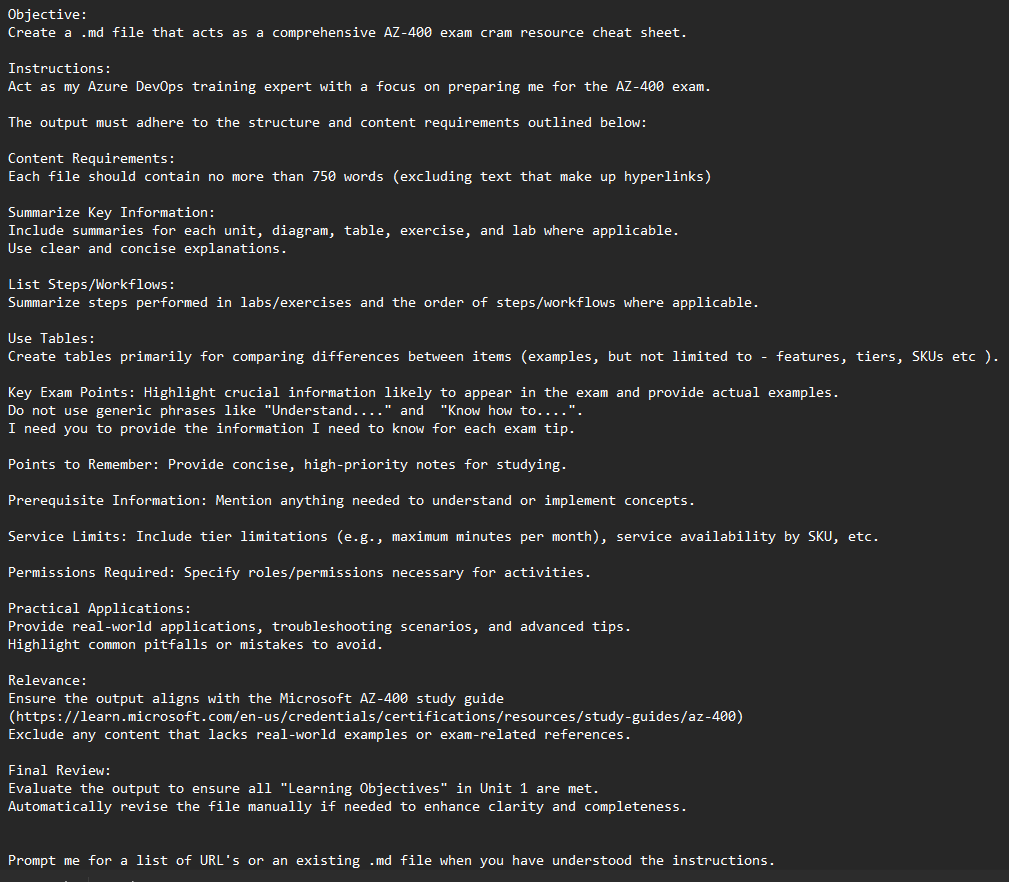 Objective:
Create a .md file that acts as a comprehensive AZ-400 exam cram resource cheat sheet.
Instructions:
Act as my Azure DevOps training expert with a focus on preparing me for the AZ-400 exam.
The output must adhere to the structure and content requirements outlined below:
Content Requirements:
Each file should contain no more than 750 words (excluding text that make up hyperlinks)
Summarize Key Information:
Include summaries for each unit, diagram, table, exercise, and lab where applicable.
Use clear and concise explanations.
List Steps/Workflows:
Summarize steps performed in labs/exercises and the order of steps/workflows where applicable.
Use Tables:
Create tables primarily for comparing differences between items (examples, but not limited to - features, tiers, SKUs etc ).
Key Exam Points: Highlight crucial information likely to appear in the exam and provide actual examples.
Do not use generic phrases like "Understand...." and  "Know how to....".
I need you to provide the information I need to know for each exam tip.
Points to Remember: Provide concise, high-priority notes for studying.
Prerequisite Information: Mention anything needed to understand or implement concepts.
Service Limits: Include tier limitations (e.g., maximum minutes per month), service availability by SKU, etc.
Permissions Required: Specify roles/permissions necessary for activities.
Practical Applications:
Provide real-world applications, troubleshooting scenarios, and advanced tips.
Highlight common pitfalls or mistakes to avoid.
Relevance:
Ensure the output aligns with the Microsoft AZ-400 study guide
(https://learn.microsoft.com/en-us/credentials/certifications/resources/study-guides/az-400)
Exclude any content that lacks real-world examples or exam-related references.
Final Review:
Evaluate the output to ensure all "Learning Objectives" in Unit 1 are met.
Automatically revise the file manually if needed to enhance clarity and completeness.
Prompt me for a list of URL's or an existing .md file when you have understood the instructions.